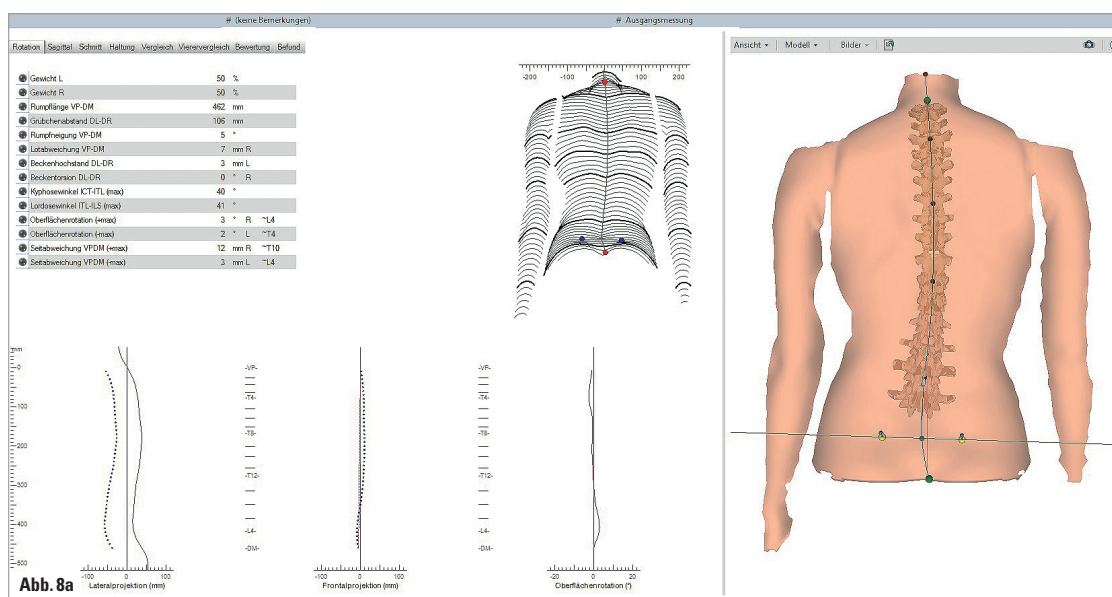 # (keine Bemerkungen)
# Ausgangsmessung
Rotation Sagittal Schnitt Haltung Vergleich Vierervergleich Bewertung Befund
Gewicht L 50 %
Gewicht R 50 %
Rumpflänge VP-DM 462 mm
Grübchenabstand DL-DR 106 mm
Rumpfneigung VP-DM 5 °
Lotabweichung VP-DM 7 mm R
Beckenhochstand DL-DR 3 mm L
Beckentorsion DL-DR 0 ° R
Kyphosewinkel ICT-ITL (max) 40 °
Lordosewinkel ITL-ILS (max) 41 °
Oberflächenrotation (+max) 3 ° R ~L4
Oberflächenrotation (-max) 2 ° L ~T4
Seitabweichung VPDM (+max) 12 mm R ~T10
Seitabweichung VPDM (-max) 3 mm L ~L4
-200 -100 0 100 200
Ansicht Modell Bilder
mm
0
100
200
300
400
500
-100 0 100
Lateralprojektion (mm)
-VP-
-T4-
-T8-
-T12-
-L4-
-DM-
-100 0 100
Frontalprojektion (mm)
-VP-
-T4-
-T8-
-T12-
-L4-
-DM-
-20 0 20
Oberflächenrotation (°)
Abb. 8a